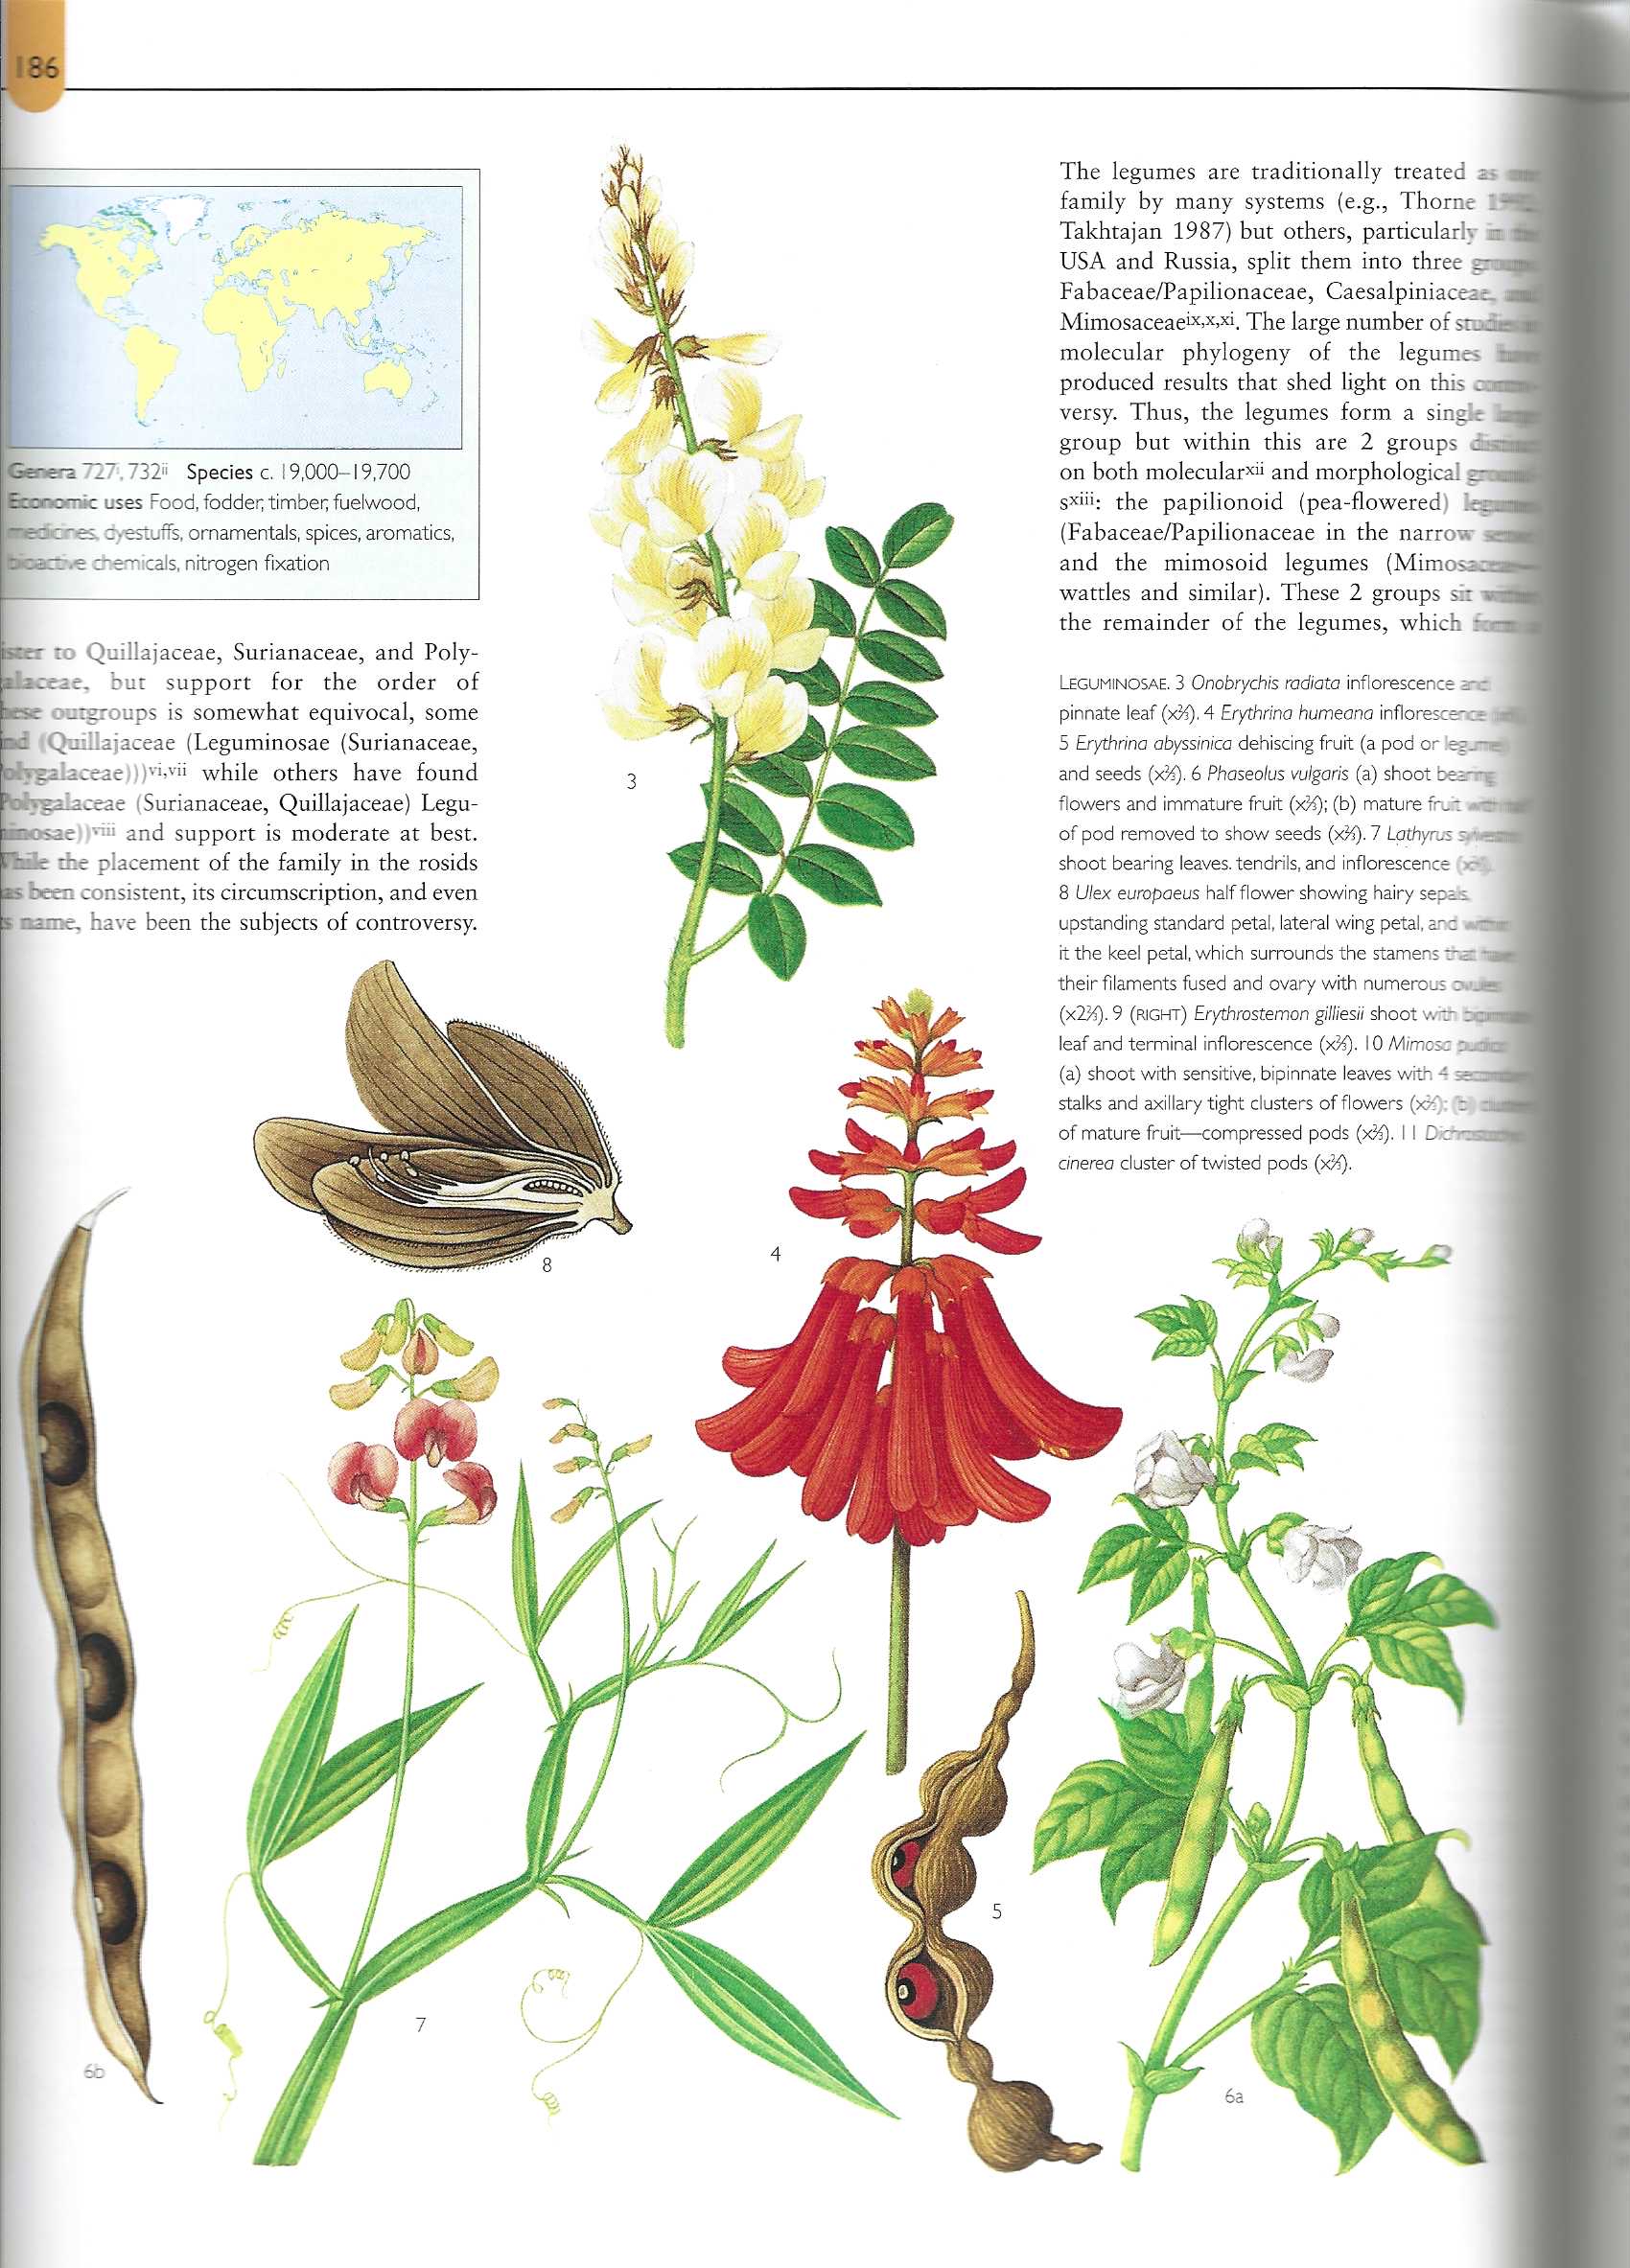 186
Genera 727i, 732ii Species c. 19,000–19,700
Economic uses Food, fodder, timber, fuelwood,
medicines, dyestuffs, ornamentals, spices, aromatics,
bioactive chemicals, nitrogen fixation
to Quillajaceae, Surianaceae, and Poly-
but support for the order of
outgroups is somewhat equivocal, some
(Quillajaceae (Leguminosae (Surianaceae,
while others have found
Polygalaceae (Surianaceae, Quillajaceae) Legu-
and support is moderate at best.
While the placement of the family in the rosids
been consistent, its circumscription, and even
name, have been the subjects of controversy.
The legumes are traditionally treated as
family by many systems (e.g., Thorne
Takhtajan 1987) but others, particularly in
USA and Russia, split them into three
Fabaceae/Papilionaceae, Caesalpiniaceae,
Mimosaceaeix,x,xi. The large number of
molecular phylogeny of the legumes
produced results that shed light on this
versy. Thus, the legumes form a single
group but within this are 2 groups
on both molecularxii and morphological
sxiii: the papilionoid (pea-flowered)
(Fabaceae/Papilionaceae in the narrow
and the mimosoid legumes
wattles and similar). These 2 groups sit
the remainder of the legumes, which
LEGUMINOSAE. 3 Onobrychis radiata inflorescence and
pinnate leaf (x⅔). 4 Erythrina humeana inflorescence
5 Erythrina abyssinica dehiscing fruit (a pod or legume)
and seeds (x⅔). 6 Phaseolus vulgaris (a) shoot bearing
flowers and immature fruit (x⅔); (b) mature fruit
of pod removed to show seeds (x⅔). 7 Lathyrus
shoot bearing leaves. tendrils, and inflorescence
8 Ulex europaeus half flower showing hairy sepals,
upstanding standard petal, lateral wing petal, and
it the keel petal, which surrounds the stamens that
their filaments fused and ovary with numerous
(x2⅔). 9 (RIGHT) Erythrostemon gilliesii shoot with
leaf and terminal inflorescence (x⅔). 10 Mimosa
(a) shoot with sensitive, bipinnate leaves with 4
stalks and axillary tight clusters of flowers (x⅔); (b)
of mature fruit—compressed pods (x⅔). 11
cinerea cluster of twisted pods (x⅔).
3
8
4
5
7
6b
6a